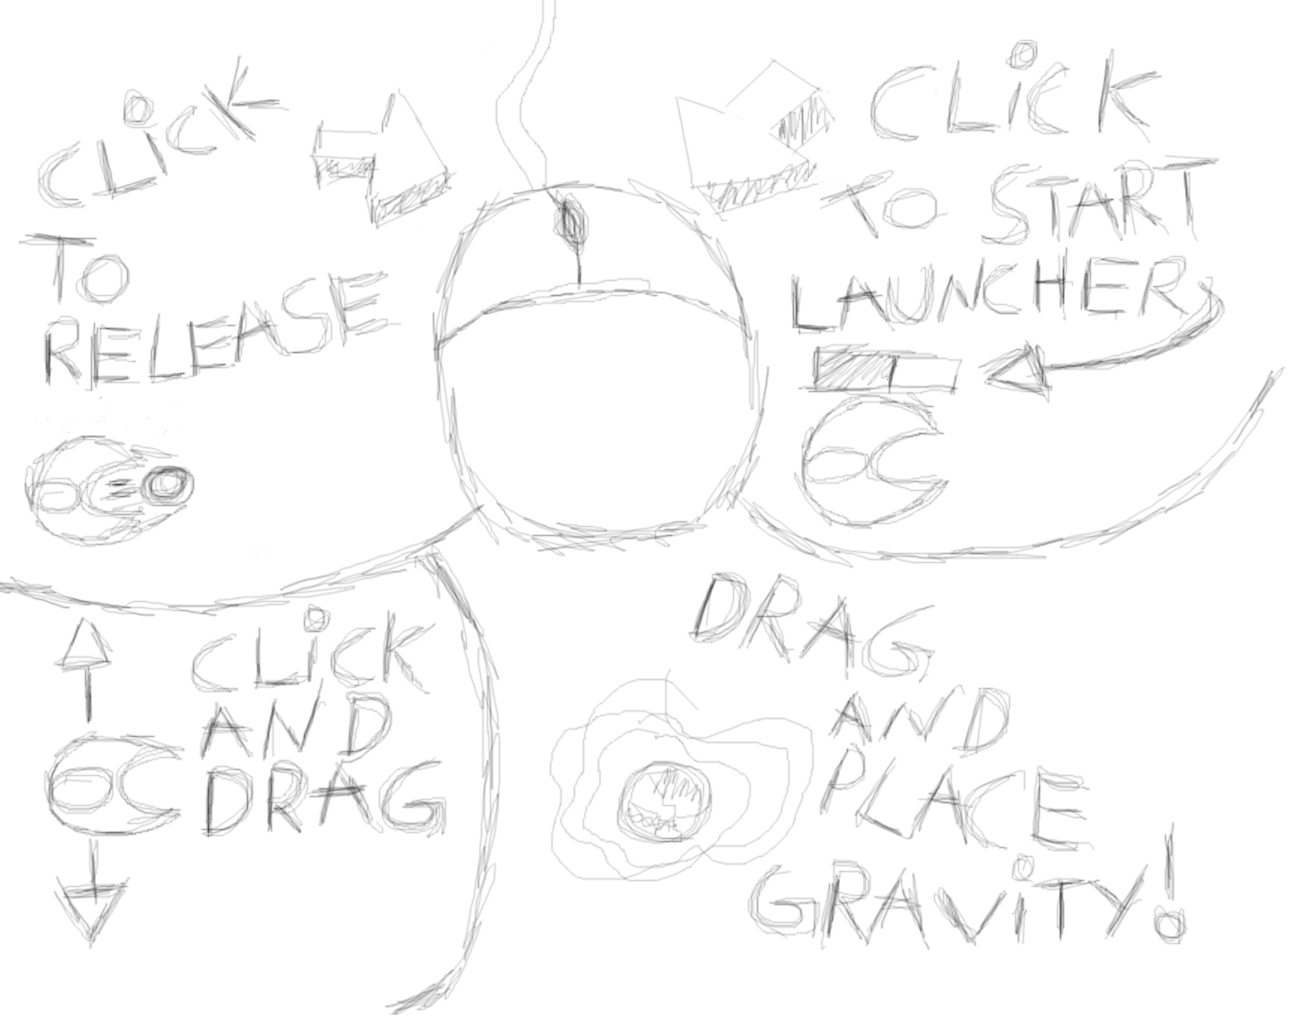 CLiCK
TO
RELEASE
CLiCK
TO START
LAUNCHER
CLiCK
AND
DRAG
DRAG
AND
PLACE
GRAViTY!